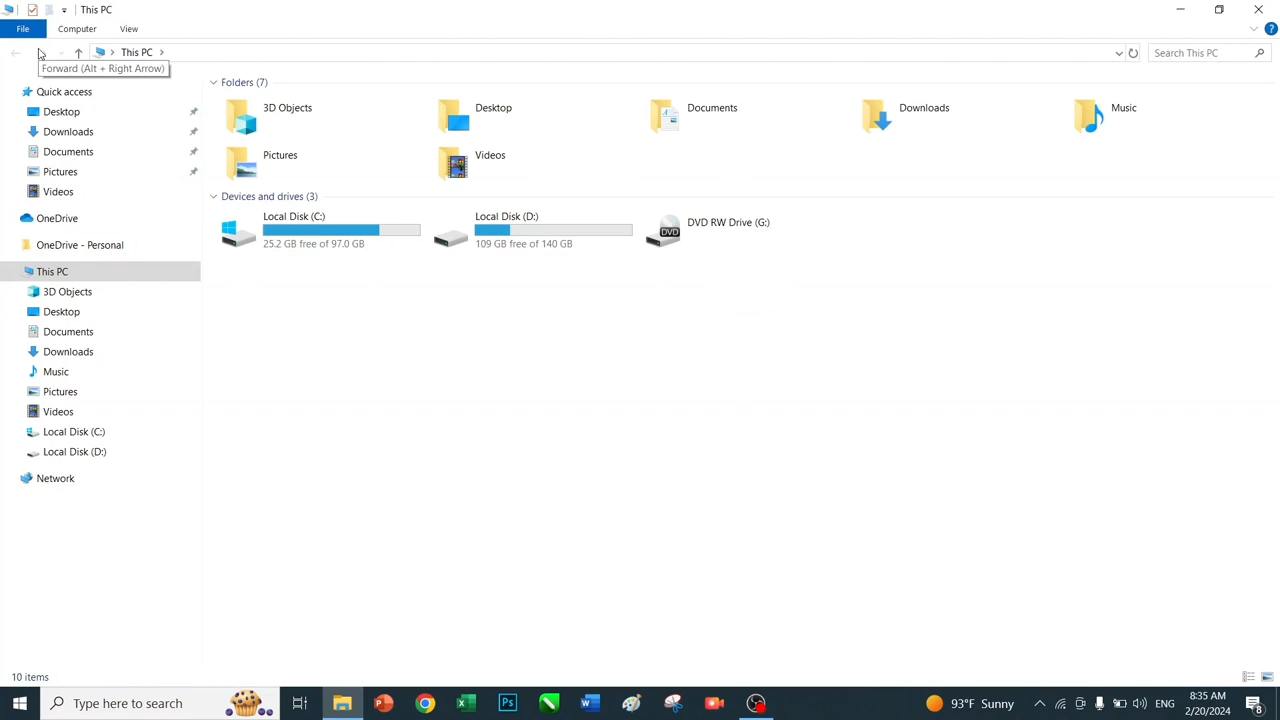 This PC
File Computer View
This PC
Search This PC
Forward (Alt + Right Arrow)
Quick access
Desktop
Downloads
Documents
Pictures
Videos
OneDrive
OneDrive - Personal
This PC
3D Objects
Desktop
Documents
Downloads
Music
Pictures
Videos
Local Disk (C:)
Local Disk (D:)
Network
Folders (7)
3D Objects
Desktop
Documents
Downloads
Music
Pictures
Videos
Devices and drives (3)
Local Disk (C:)
25.2 GB free of 97.0 GB
Local Disk (D:)
109 GB free of 140 GB
DVD
DVD RW Drive (G:)
10 items
Type here to search
Ps
93°F Sunny
ENG
8:35 AM
2/20/2024
8